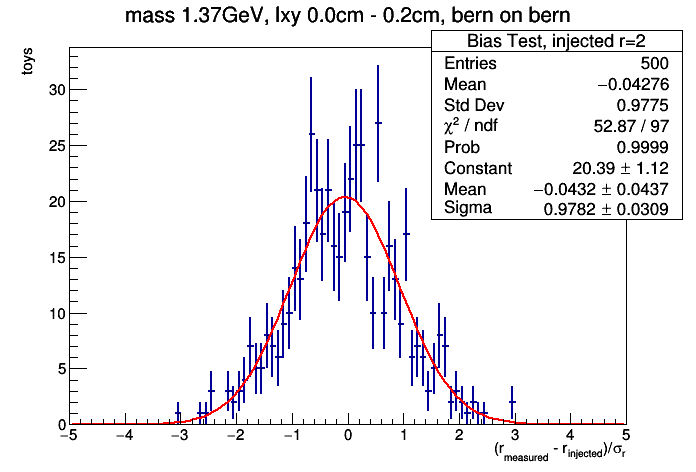 mass 1.37GeV, lxy 0.0cm - 0.2cm, bern on bern
Bias Test, injected r=2
Entries 500
Mean −0.04276
Std Dev 0.9775
χ² / ndf 52.87 / 97
Prob 0.9999
Constant 20.39 ± 1.12
Mean −0.0432 ± 0.0437
Sigma 0.9782 ± 0.0309
toys
30
25
20
15
10
5
0
−5 −4 −3 −2 −1 0 1 2 3 4 5
(r_measured - r_injected)/σ_r